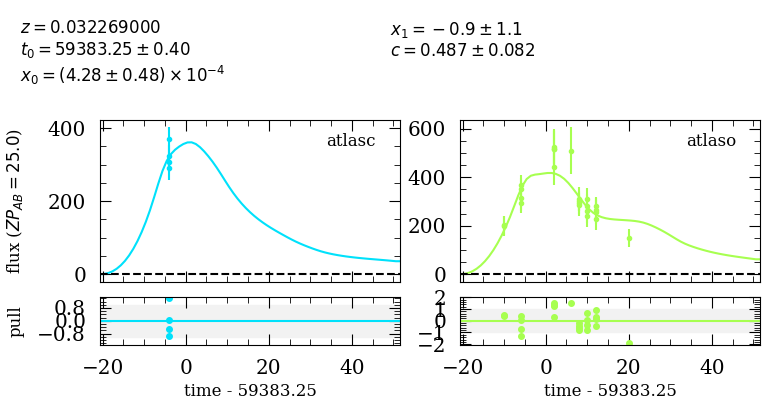 z = 0.032269000
t₀ = 59383.25 ± 0.40
x₀ = (4.28 ± 0.48) × 10⁻⁴
x₁ = −0.9 ± 1.1
c = 0.487 ± 0.082
atlasc
400
200
0
flux (ZP_AB = 25.0)
atlaso
600
400
200
0
0.8
0.0
−0.8
pull
−20 0 20 40
time - 59383.25
2
1
0
−1
−2
−20 0 20 40
time - 59383.25